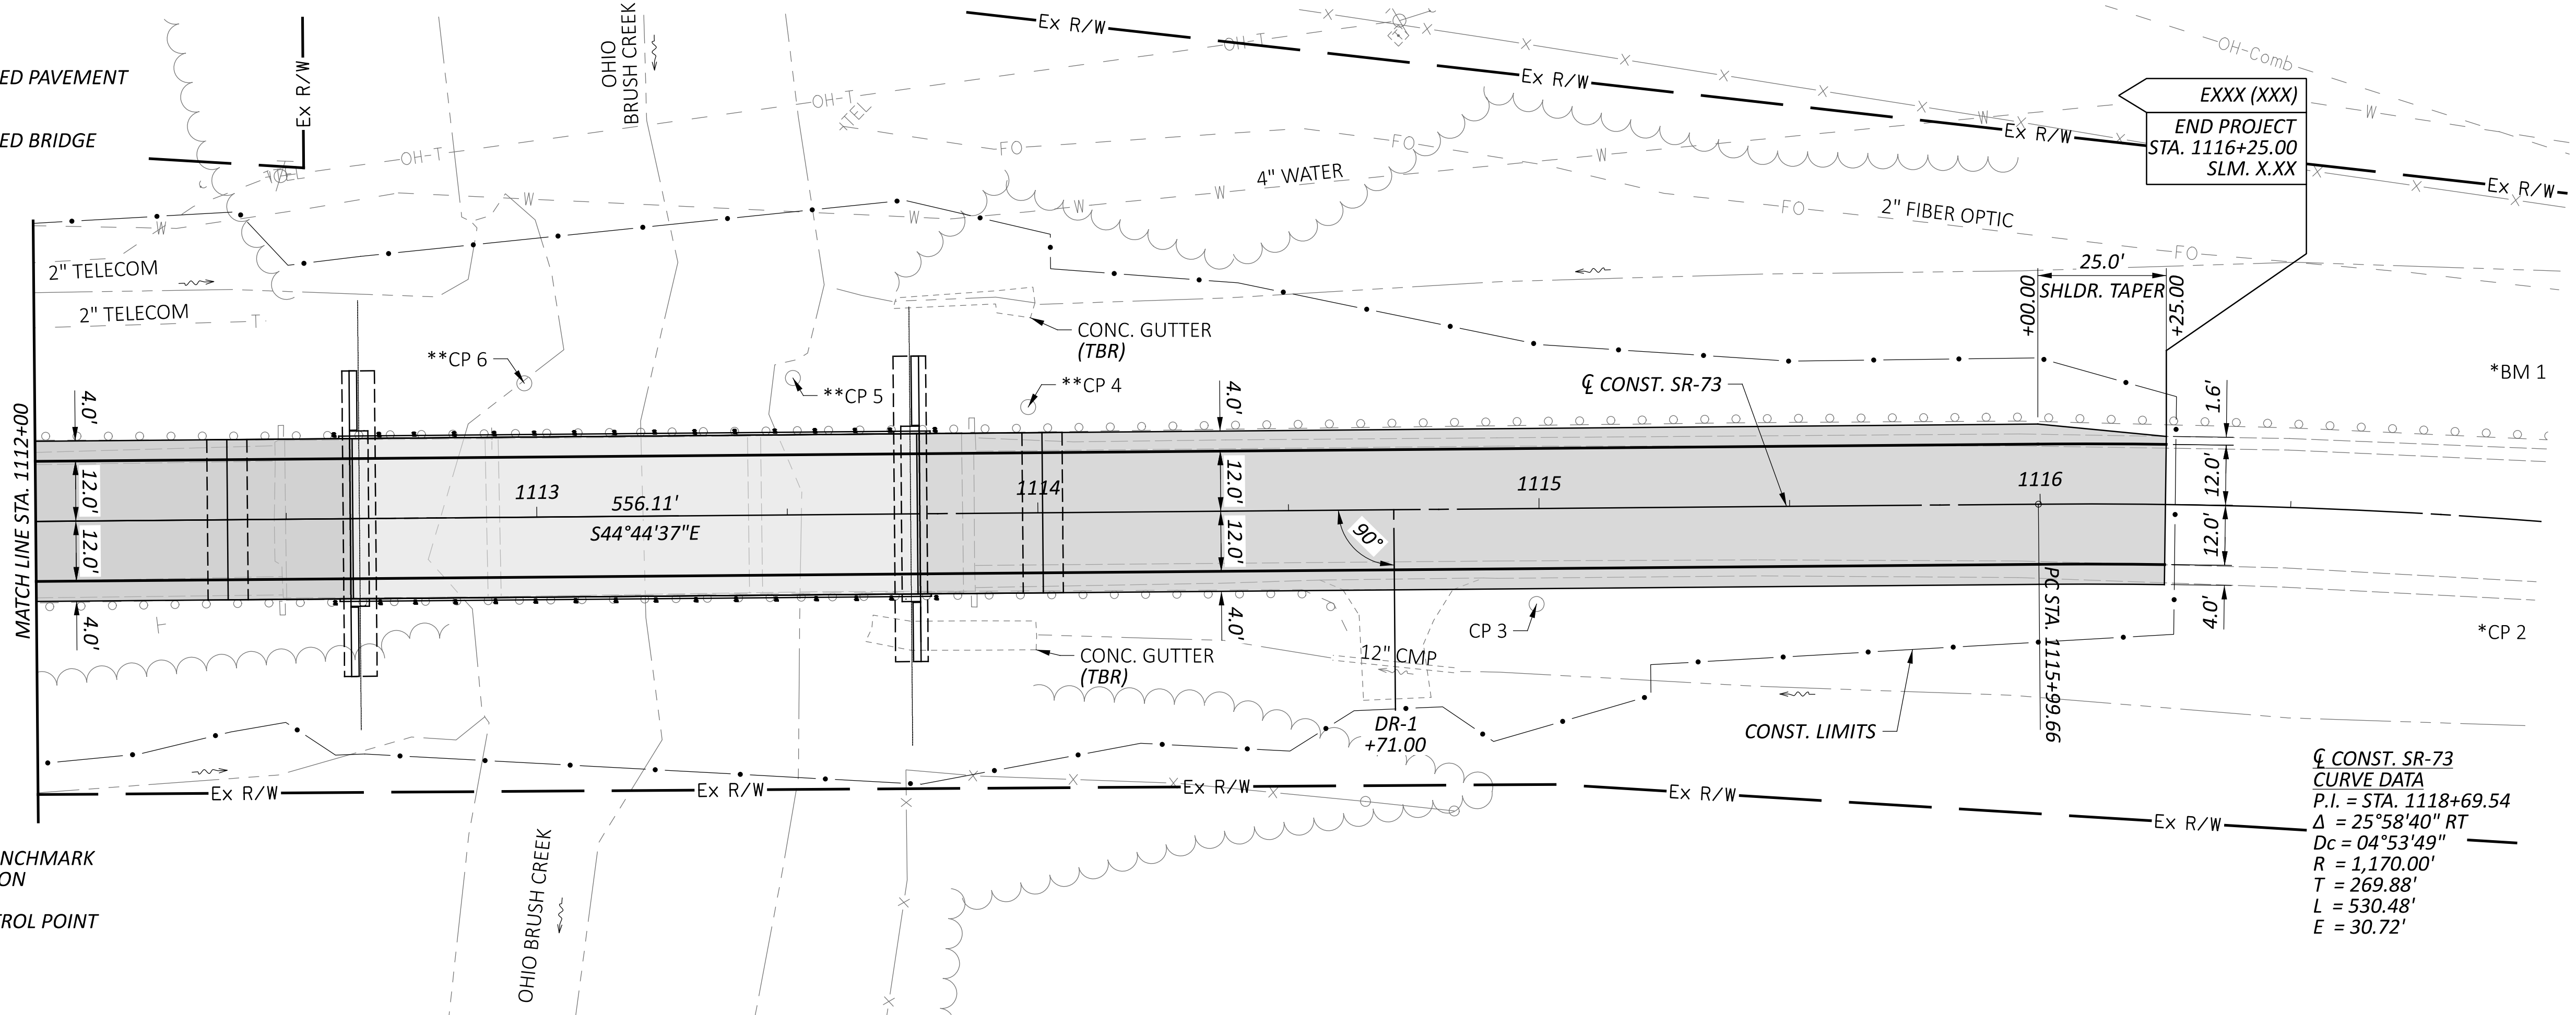 ED PAVEMENT
ED BRIDGE
Ex R/W
OHIO
BRUSH CREEK
Ex R/W
OH-T
Ex R/W
Ex R/W
Ex R/W
OH-Comb
OH-T
OH-T
TEL
TEL
FO
FO
W
W
W
W
W
W
W
W
4" WATER
FO
2" FIBER OPTIC
FO
EXXX (XXX)
END PROJECT
STA. 1116+25.00
SLM. X.XX
2" TELECOM
2" TELECOM
T
CONC. GUTTER
(TBR)
25.0'
SHLDR. TAPER
+00.00
+25.00
**CP 6
**CP 5
**CP 4
℄ CONST. SR-73
*BM 1
MATCH LINE STA. 1112+00
4.0'
12.0'
12.0'
4.0'
1113
556.11'
S44°44'37"E
1114
4.0'
12.0'
12.0'
4.0'
1115
1116
90°
1.6'
12.0'
12.0'
4.0'
T
CP 3
*CP 2
12" CMP
CONC. GUTTER
(TBR)
PC STA. 1115+99.66
DR-1
+71.00
CONST. LIMITS
Ex R/W
Ex R/W
Ex R/W
Ex R/W
Ex R/W
OHIO BRUSH CREEK
NCHMARK
ON
TROL POINT
℄ CONST. SR-73
CURVE DATA
P.I. = STA. 1118+69.54
Δ = 25°58'40" RT
Dc = 04°53'49"
R = 1,170.00'
T = 269.88'
L = 530.48'
E = 30.72'